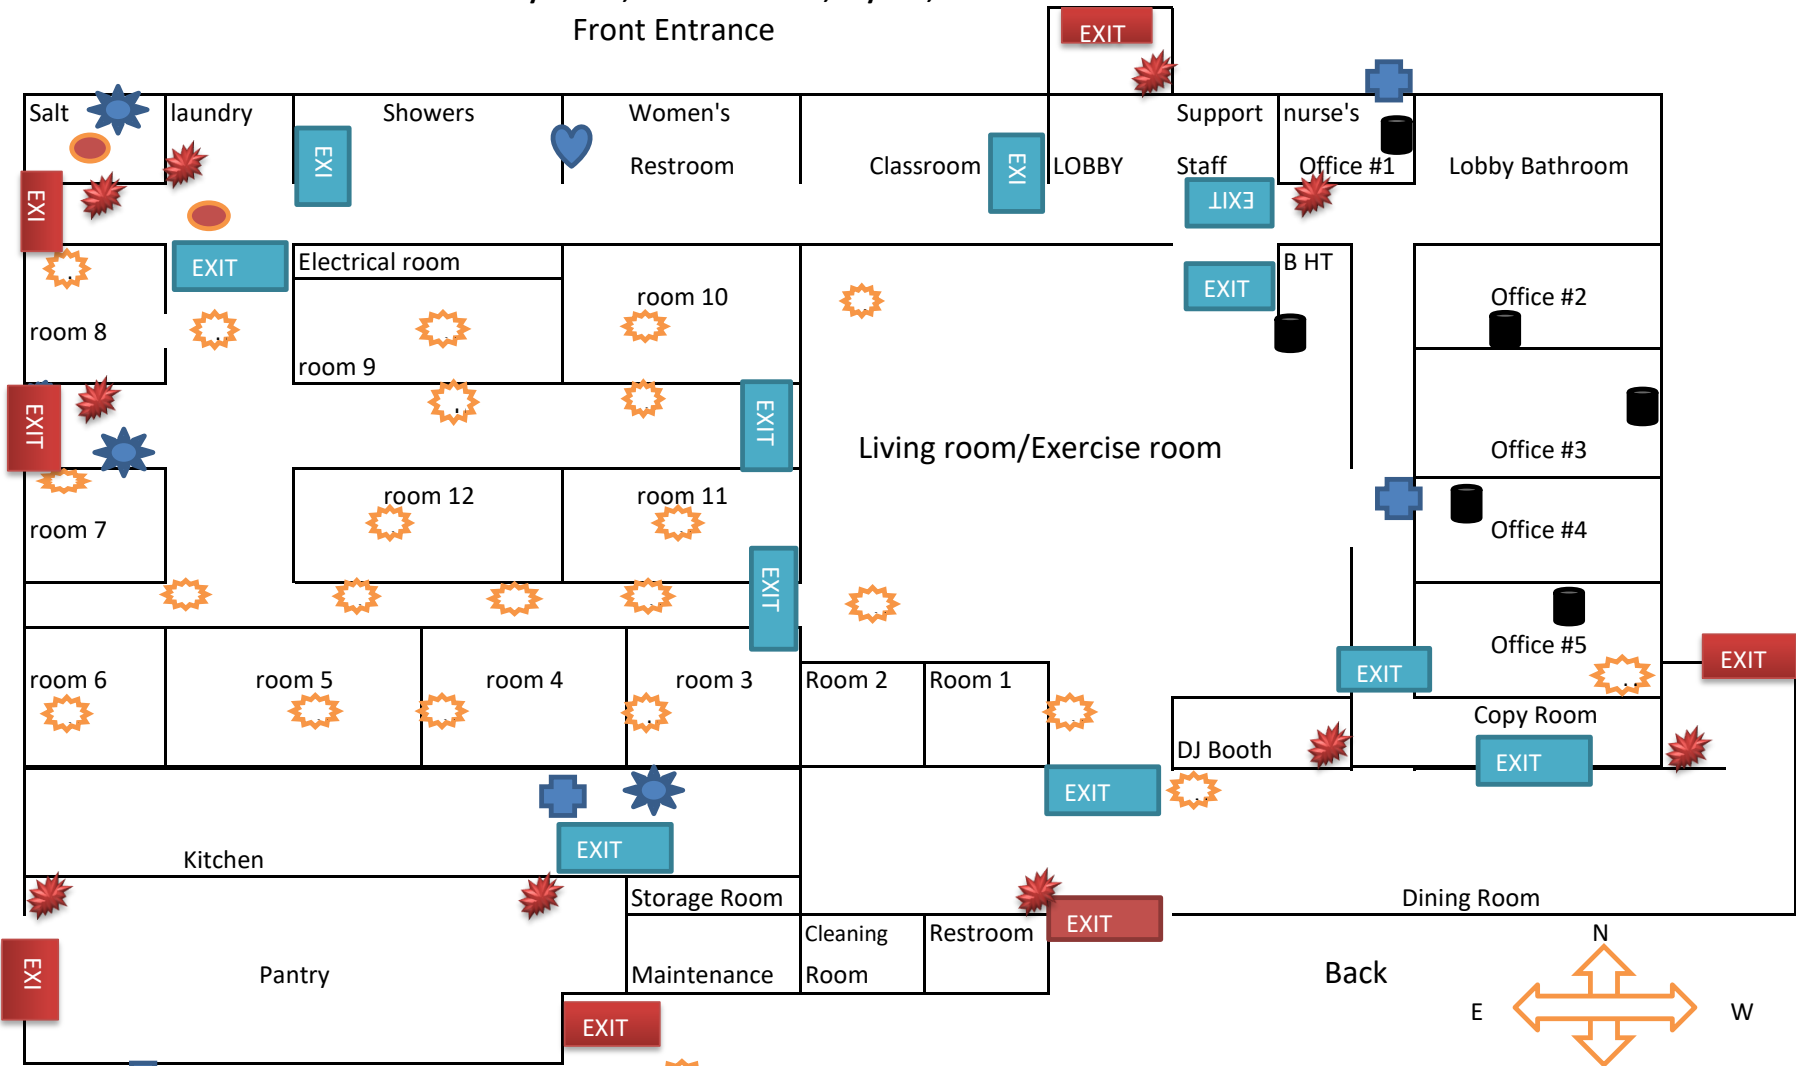 Front Entrance
EXIT
Salt
laundry
Showers
Women's
Restroom
Classroom
LOBBY
Support
Staff
nurse's
Office #1
Lobby Bathroom
EXI
EXI
EXI
EXIT
EXIT
Electrical room
room 10
EXIT
B HT
Office #2
room 8
room 9
EXIT
EXIT
Living room/Exercise room
Office #3
room 12
room 11
room 7
Office #4
EXIT
Office #5
EXIT
EXIT
room 6
room 5
room 4
room 3
Room 2
Room 1
Copy Room
DJ Booth
EXIT
EXIT
EXIT
Kitchen
Storage Room
Dining Room
EXIT
Cleaning
Room
Restroom
N
EXI
Pantry
Maintenance
Back
E
W
EXIT